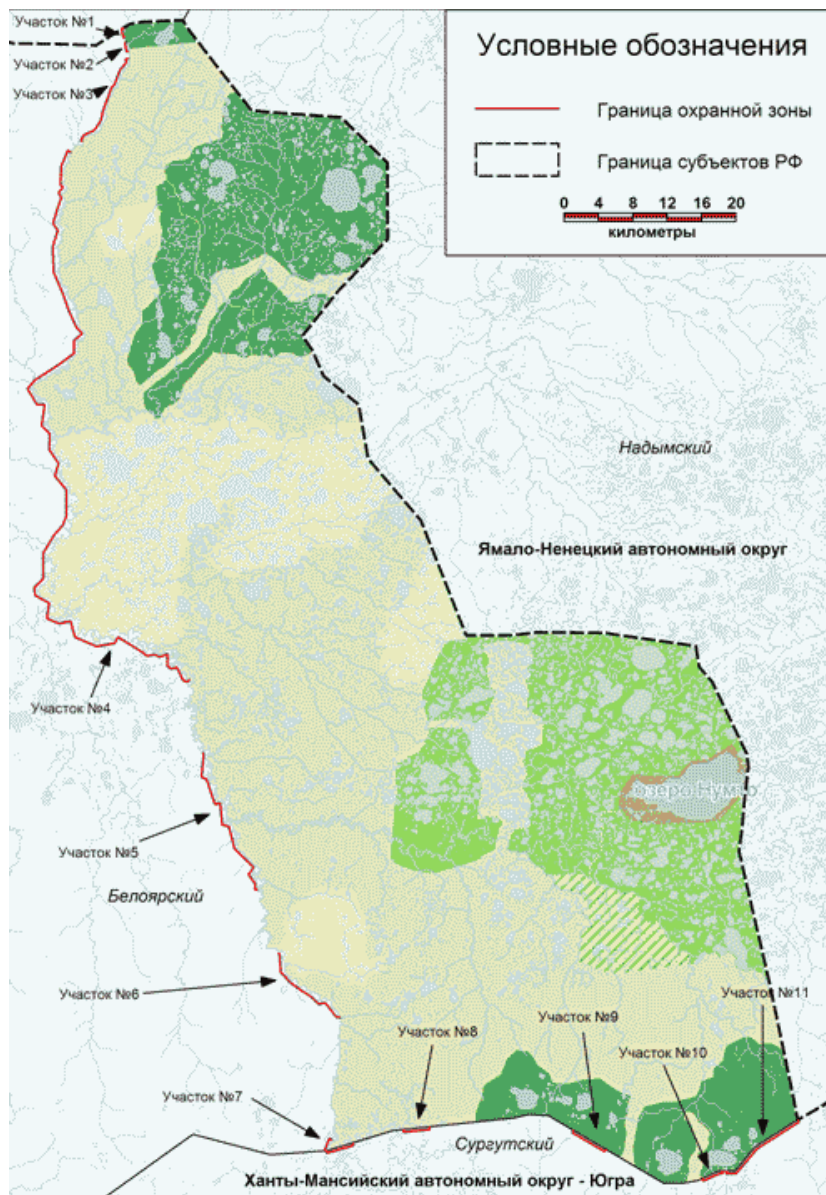 Участок №1
Участок №2
Участок №3
Условные обозначения
Граница охранной зоны
Граница субъектов РФ
0 4 8 12 16 20
километры
Надымский
Ямало-Ненецкий автономный округ
Участок №4
озеро Нумто
Участок №5
Белоярский
Участок №6
Участок №11
Участок №9
Участок №8
Участок №10
Участок №7
Сургутский
Ханты-Мансийский автономный округ - Югра